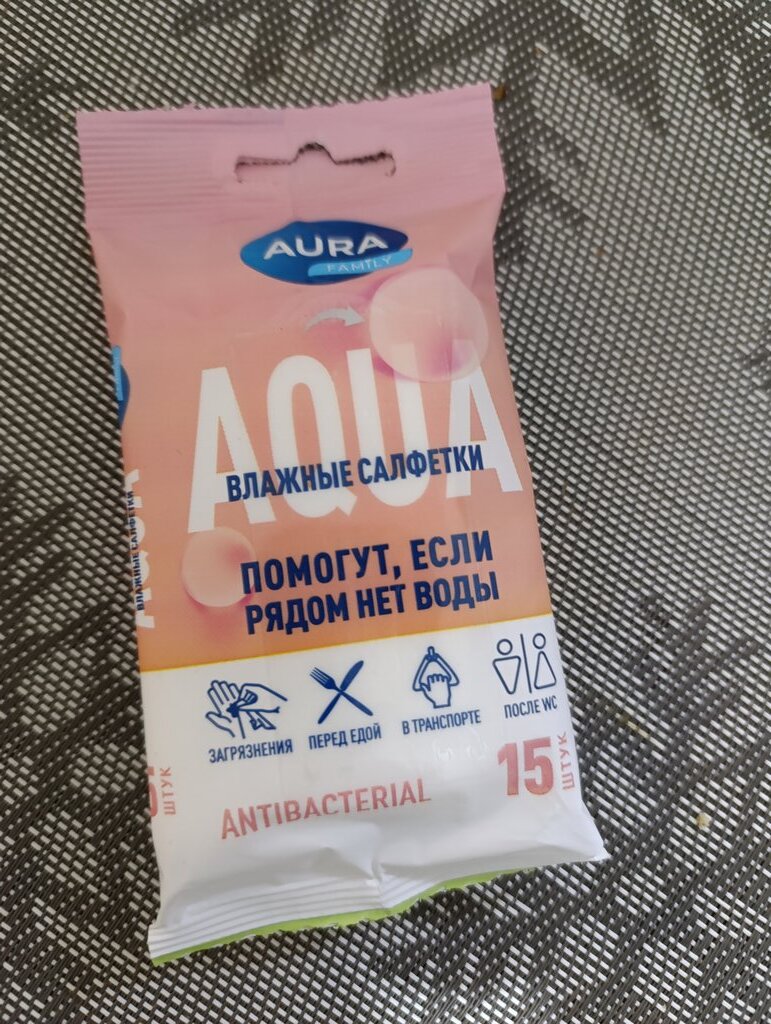 AURA
FAMILY
AQUA
ВЛАЖНЫЕ САЛФЕТКИ
ПОМОГУТ, ЕСЛИ
РЯДОМ НЕТ ВОДЫ
ЗАГРЯЗНЕНИЯ
ПЕРЕД ЕДОЙ
В ТРАНСПОРТЕ
ПОСЛЕ WC
ANTIBACTERIAL
15
ШТУК
AQUA
ВЛАЖНЫЕ САЛФЕТКИ
ШТУК